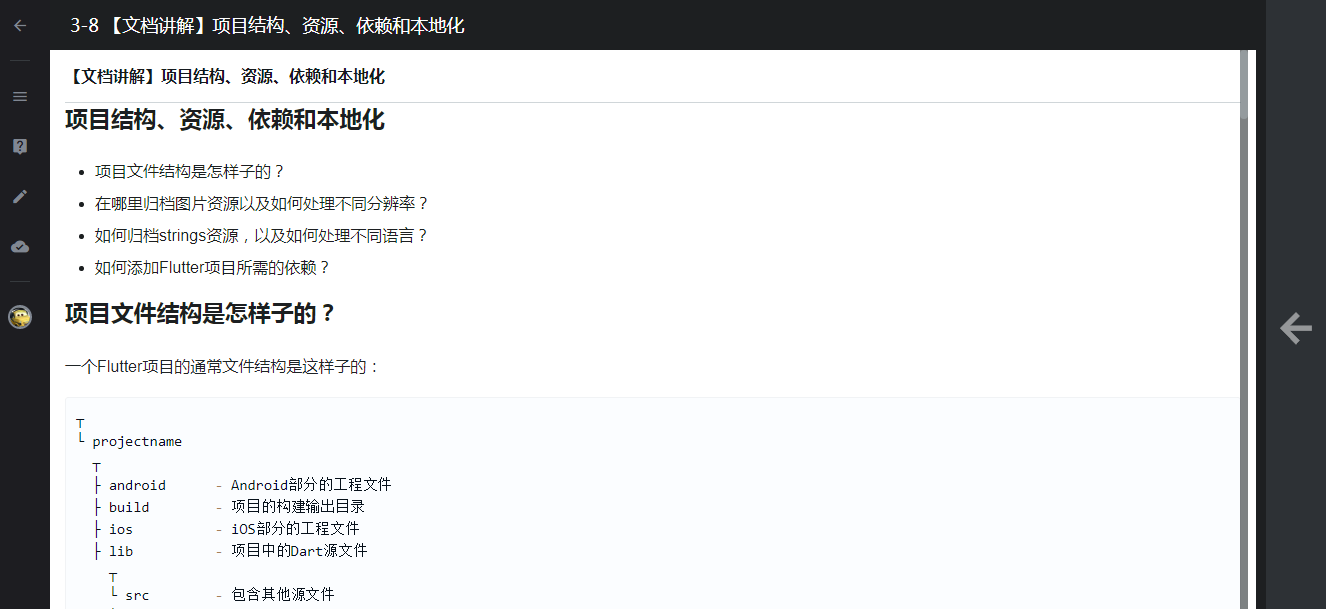 3-8 【文档讲解】项目结构、资源、依赖和本地化
【文档讲解】项目结构、资源、依赖和本地化
项目结构、资源、依赖和本地化
• 项目文件结构是怎样子的？
• 在哪里归档图片资源以及如何处理不同分辨率？
• 如何归档strings资源，以及如何处理不同语言？
• 如何添加Flutter项目所需的依赖？
项目文件结构是怎样子的？
一个Flutter项目的通常文件结构是这样子的：
┬
└ projectname
┬
├ android - Android部分的工程文件
├ build - 项目的构建输出目录
├ ios - iOS部分的工程文件
├ lib - 项目中的Dart源文件
┬
└ src - 包含其他源文件